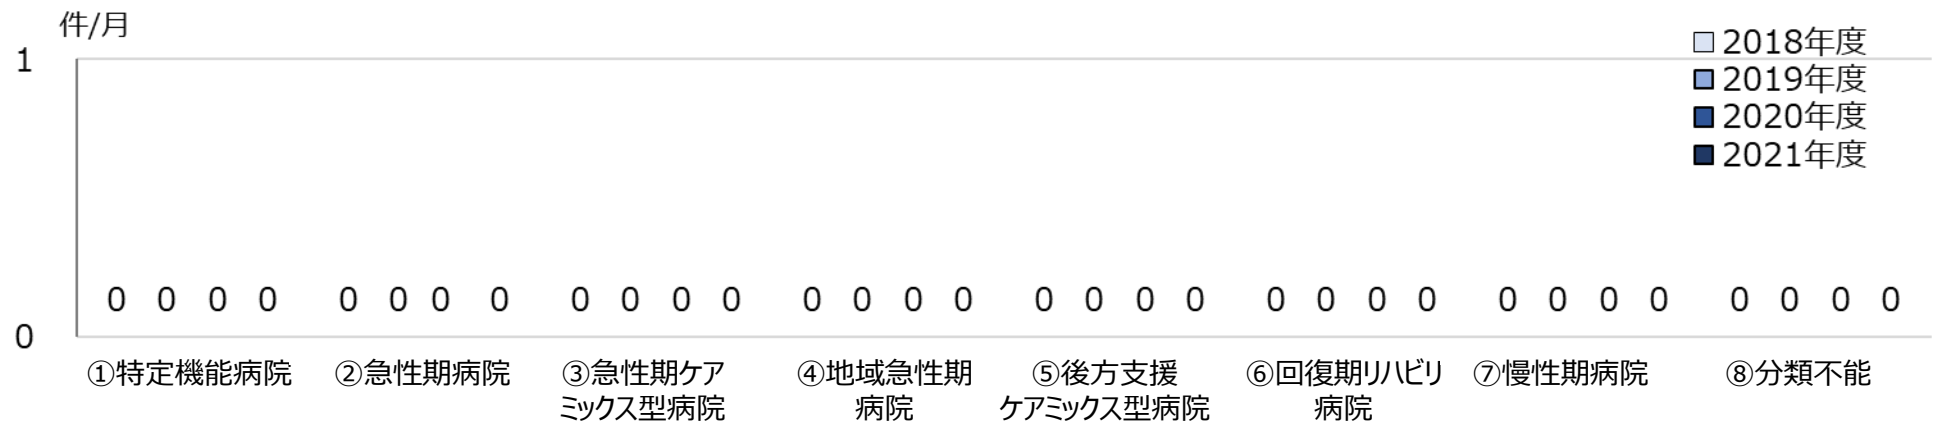 件/月
1
2018年度
2019年度
2020年度
2021年度
0 0 0 0 0 0 0 0 0 0 0 0 0 0 0 0 0 0 0 0 0 0 0 0 0 0 0 0 0 0 0 0
0
①特定機能病院 ②急性期病院 ③急性期ケア ④地域急性期 ⑤後方支援 ⑥回復期リハビリ ⑦慢性期病院 ⑧分類不能
ミックス型病院 病院 ケアミックス型病院 病院